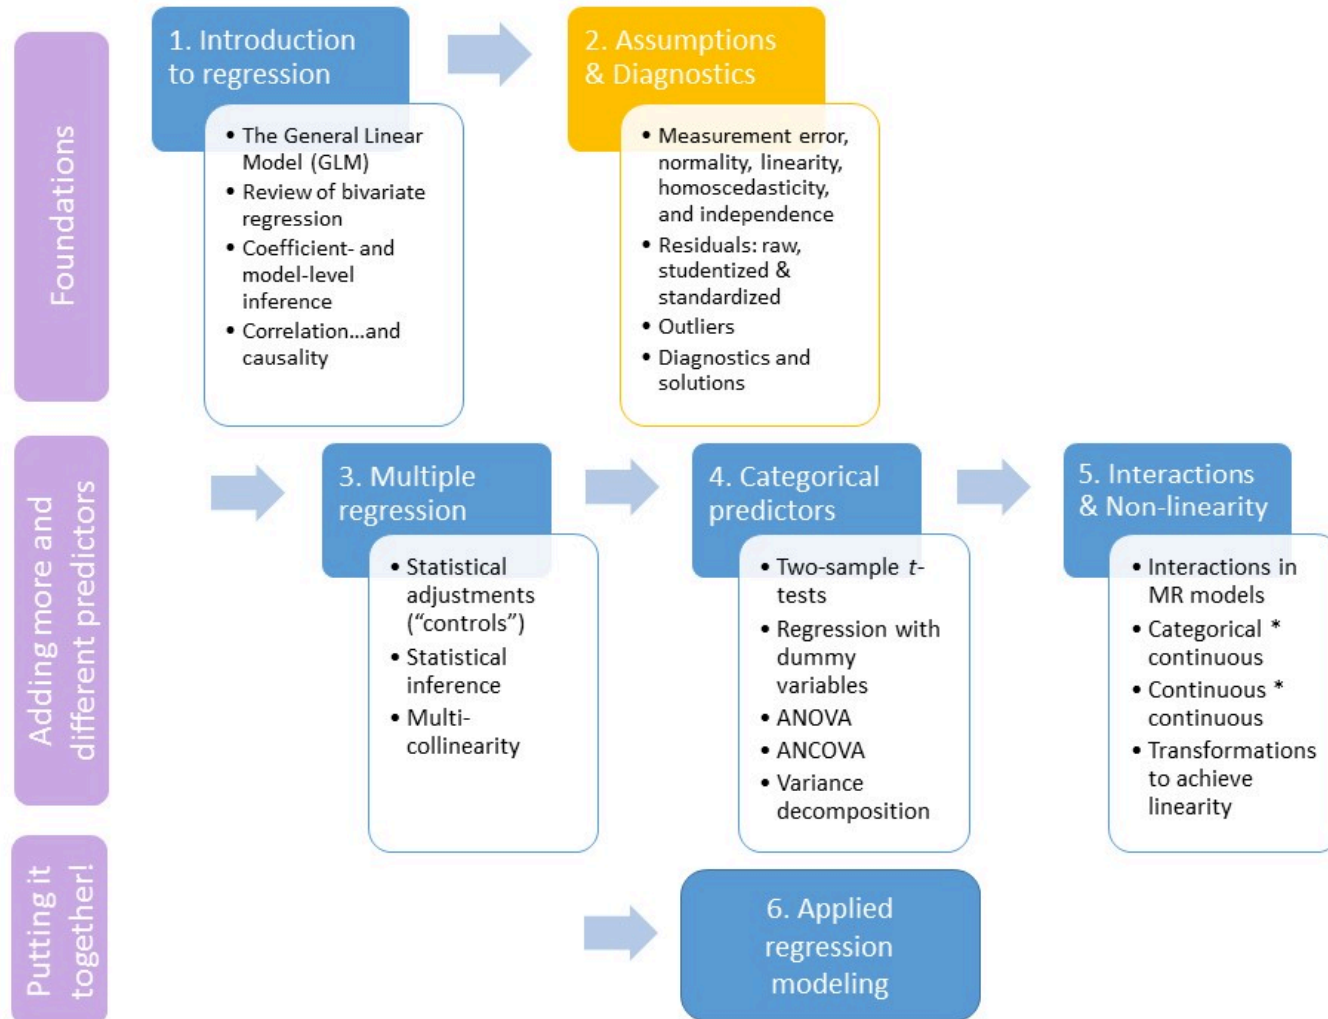 Foundations
1. Introduction
to regression
• The General Linear
Model (GLM)
• Review of bivariate
regression
• Coefficient- and
model-level
inference
• Correlation...and
causality
2. Assumptions
& Diagnostics
• Measurement error,
normality, linearity,
homoscedasticity,
and independence
• Residuals: raw,
studentized &
standardized
• Outliers
• Diagnostics and
solutions
Adding more and
different predictors
3. Multiple
regression
• Statistical
adjustments
(“controls”)
• Statistical
inference
• Multi-
collinearity
4. Categorical
predictors
• Two-sample t-
tests
• Regression with
dummy
variables
• ANOVA
• ANCOVA
• Variance
decomposition
5. Interactions
& Non-linearity
• Interactions in
MR models
• Categorical *
continuous
• Continuous *
continuous
• Transformations
to achieve
linearity
Putting it
together!
6. Applied
regression
modeling